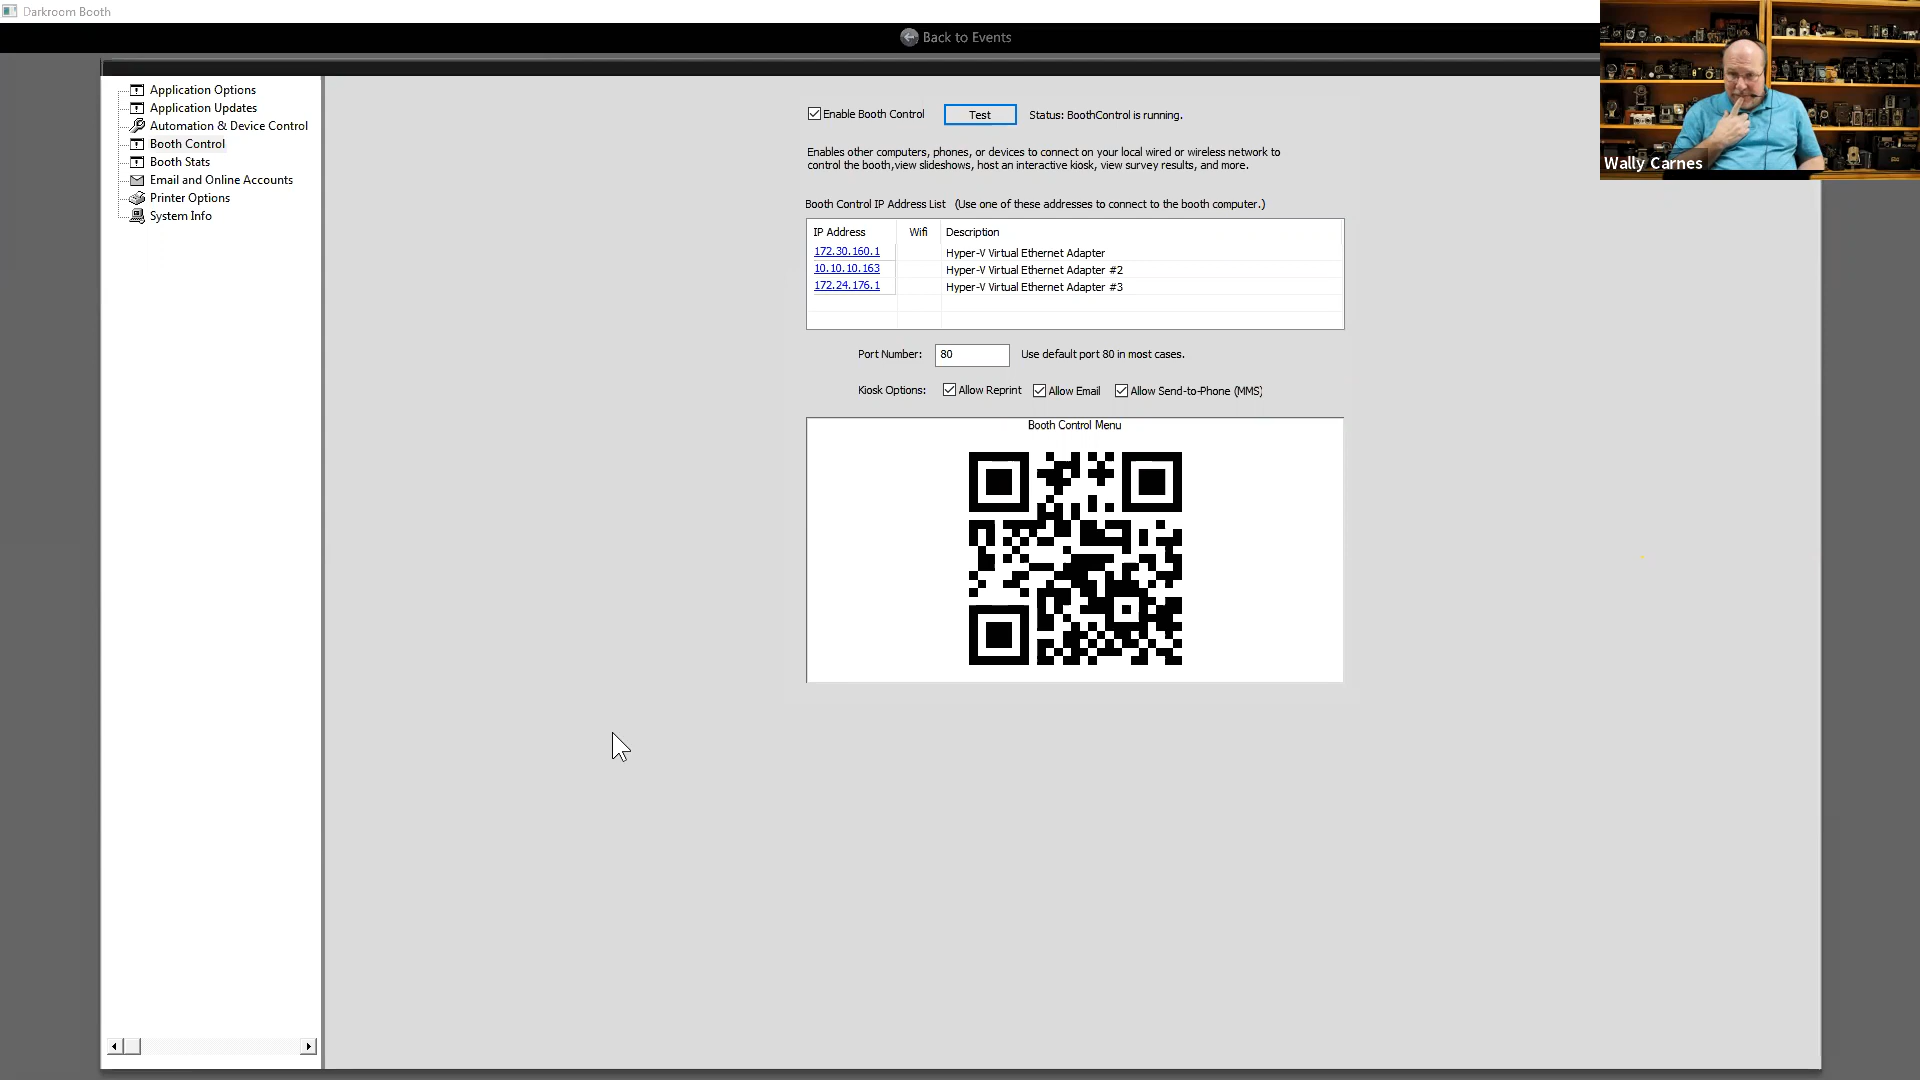 Darkroom Booth
Back to Events
Wally Carnes
Application Options
Application Updates
Automation & Device Control
Booth Control
Booth Stats
Email and Online Accounts
Printer Options
System Info
Enable Booth Control
Test
Status: BoothControl is running.
Enables other computers, phones, or devices to connect on your local wired or wireless network to
control the booth,view slideshows, host an interactive kiosk, view survey results, and more.
Booth Control IP Address List (Use one of these addresses to connect to the booth computer.)
IP Address Wifi Description
172.30.160.1 Hyper-V Virtual Ethernet Adapter
10.10.10.163 Hyper-V Virtual Ethernet Adapter #2
172.24.176.1 Hyper-V Virtual Ethernet Adapter #3
Port Number: 80 Use default port 80 in most cases.
Kiosk Options: Allow Reprint Allow Email Allow Send-to-Phone (MMS)
Booth Control Menu